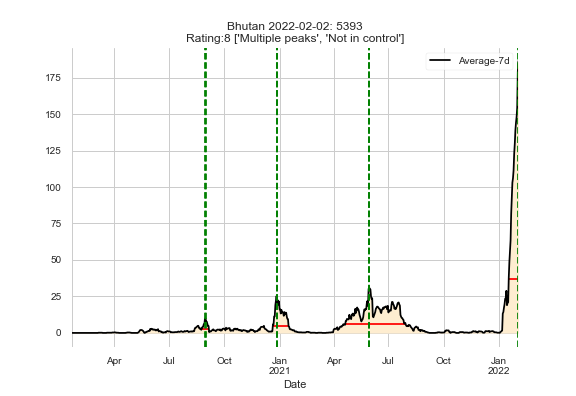 Bhutan 2022-02-02: 5393
Rating:8 ['Multiple peaks', 'Not in control']
Average-7d
175
150
125
100
75
50
25
0
Apr Jul Oct Jan Apr Jul Oct Jan
2021 2022
Date